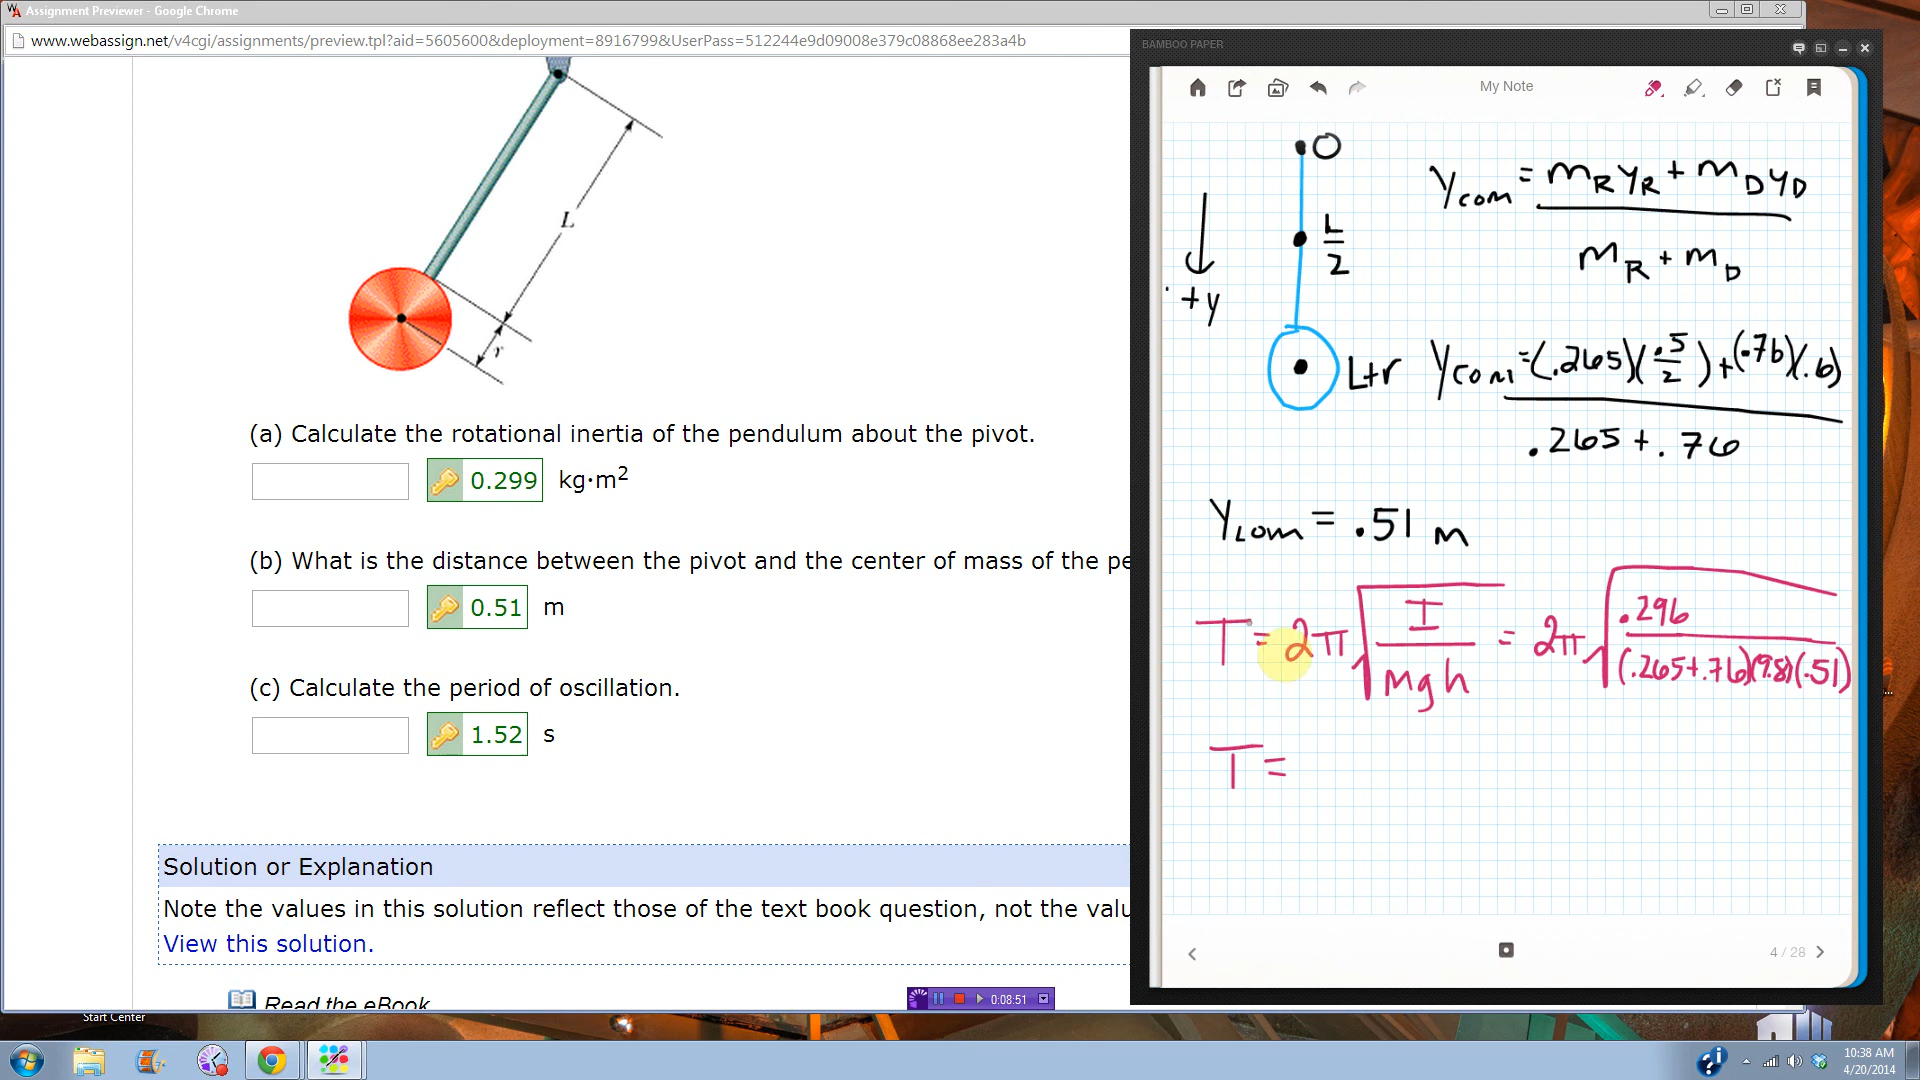 Assignment Previewer - Google Chrome
www.webassign.net/v4cgi/assignments/preview.tpl?aid=5605600&deployment=8916799&UserPass=512244e9d09008e379c08868ee283a4b
L
r
(a) Calculate the rotational inertia of the pendulum about the pivot.
0.299 kg·m²
(b) What is the distance between the pivot and the center of mass of the pe
0.51 m
(c) Calculate the period of oscillation.
1.52 s
Solution or Explanation
Note the values in this solution reflect those of the text book question, not the valu
View this solution.
Read the eBook
0:08:51
BAMBOO PAPER
My Note
O
L/2
+y
L+r
Ycom = mRyR + mDyD
mR + mD
Ycom = (.265)(.5/2) + (.76)(.6)
.265 + .76
Ycom = .51 m
T = 2π √ I / mgh = 2π √ .296 / (.265+.76)(9.8)(.51)
T =
4 / 28
Start Center
10:38 AM
4/20/2014